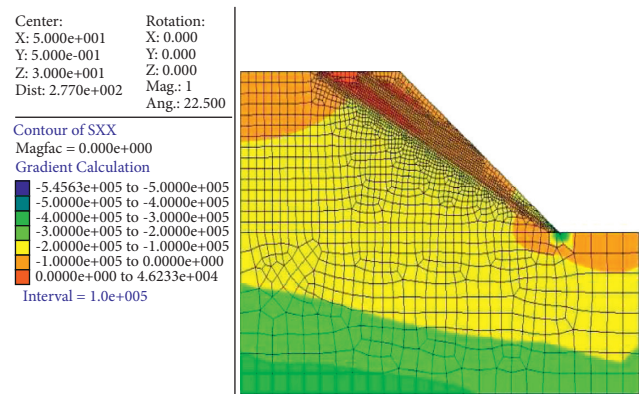 Center:
X: 5.000e+001
Y: 5.000e-001
Z: 3.000e+001
Dist: 2.770e+002
Rotation:
X: 0.000
Y: 0.000
Z: 0.000
Mag.: 1
Ang.: 22.500
Contour of SXX
Magfac = 0.000e+000
Gradient Calculation
-5.4563e+005 to -5.0000e+005
-5.0000e+005 to -4.0000e+005
-4.0000e+005 to -3.0000e+005
-3.0000e+005 to -2.0000e+005
-2.0000e+005 to -1.0000e+005
-1.0000e+005 to 0.0000e+000
0.0000e+000 to 4.6233e+004
Interval = 1.0e+005